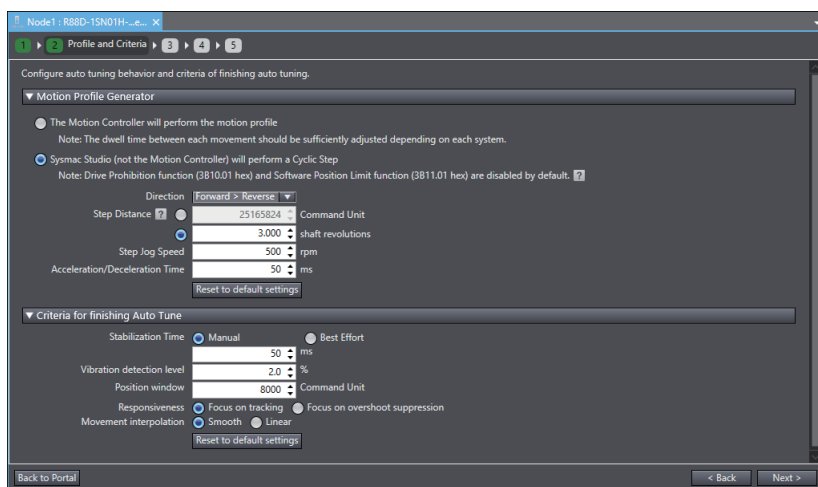 Node1 : R88D-1SN01H-...e... ×
1 2 Profile and Criteria 3 4 5
Configure auto tuning behavior and criteria of finishing auto tuning.
▼ Motion Profile Generator
The Motion Controller will perform the motion profile
Note: The dwell time between each movement should be sufficiently adjusted depending on each system.
Sysmac Studio (not the Motion Controller) will perform a Cyclic Step
Note: Drive Prohibition function (3B10.01 hex) and Software Position Limit function (3B11.01 hex) are disabled by default. ?
Direction Forward > Reverse ▼
Step Distance ? 25165824 Command Unit
3.000 shaft revolutions
Step Jog Speed 500 rpm
Acceleration/Deceleration Time 50 ms
Reset to default settings
▼ Criteria for finishing Auto Tune
Stabilization Time Manual Best Effort
50 ms
Vibration detection level 2.0 %
Position window 8000 Command Unit
Responsiveness Focus on tracking Focus on overshoot suppression
Movement interpolation Smooth Linear
Reset to default settings
Back to Portal < Back Next >